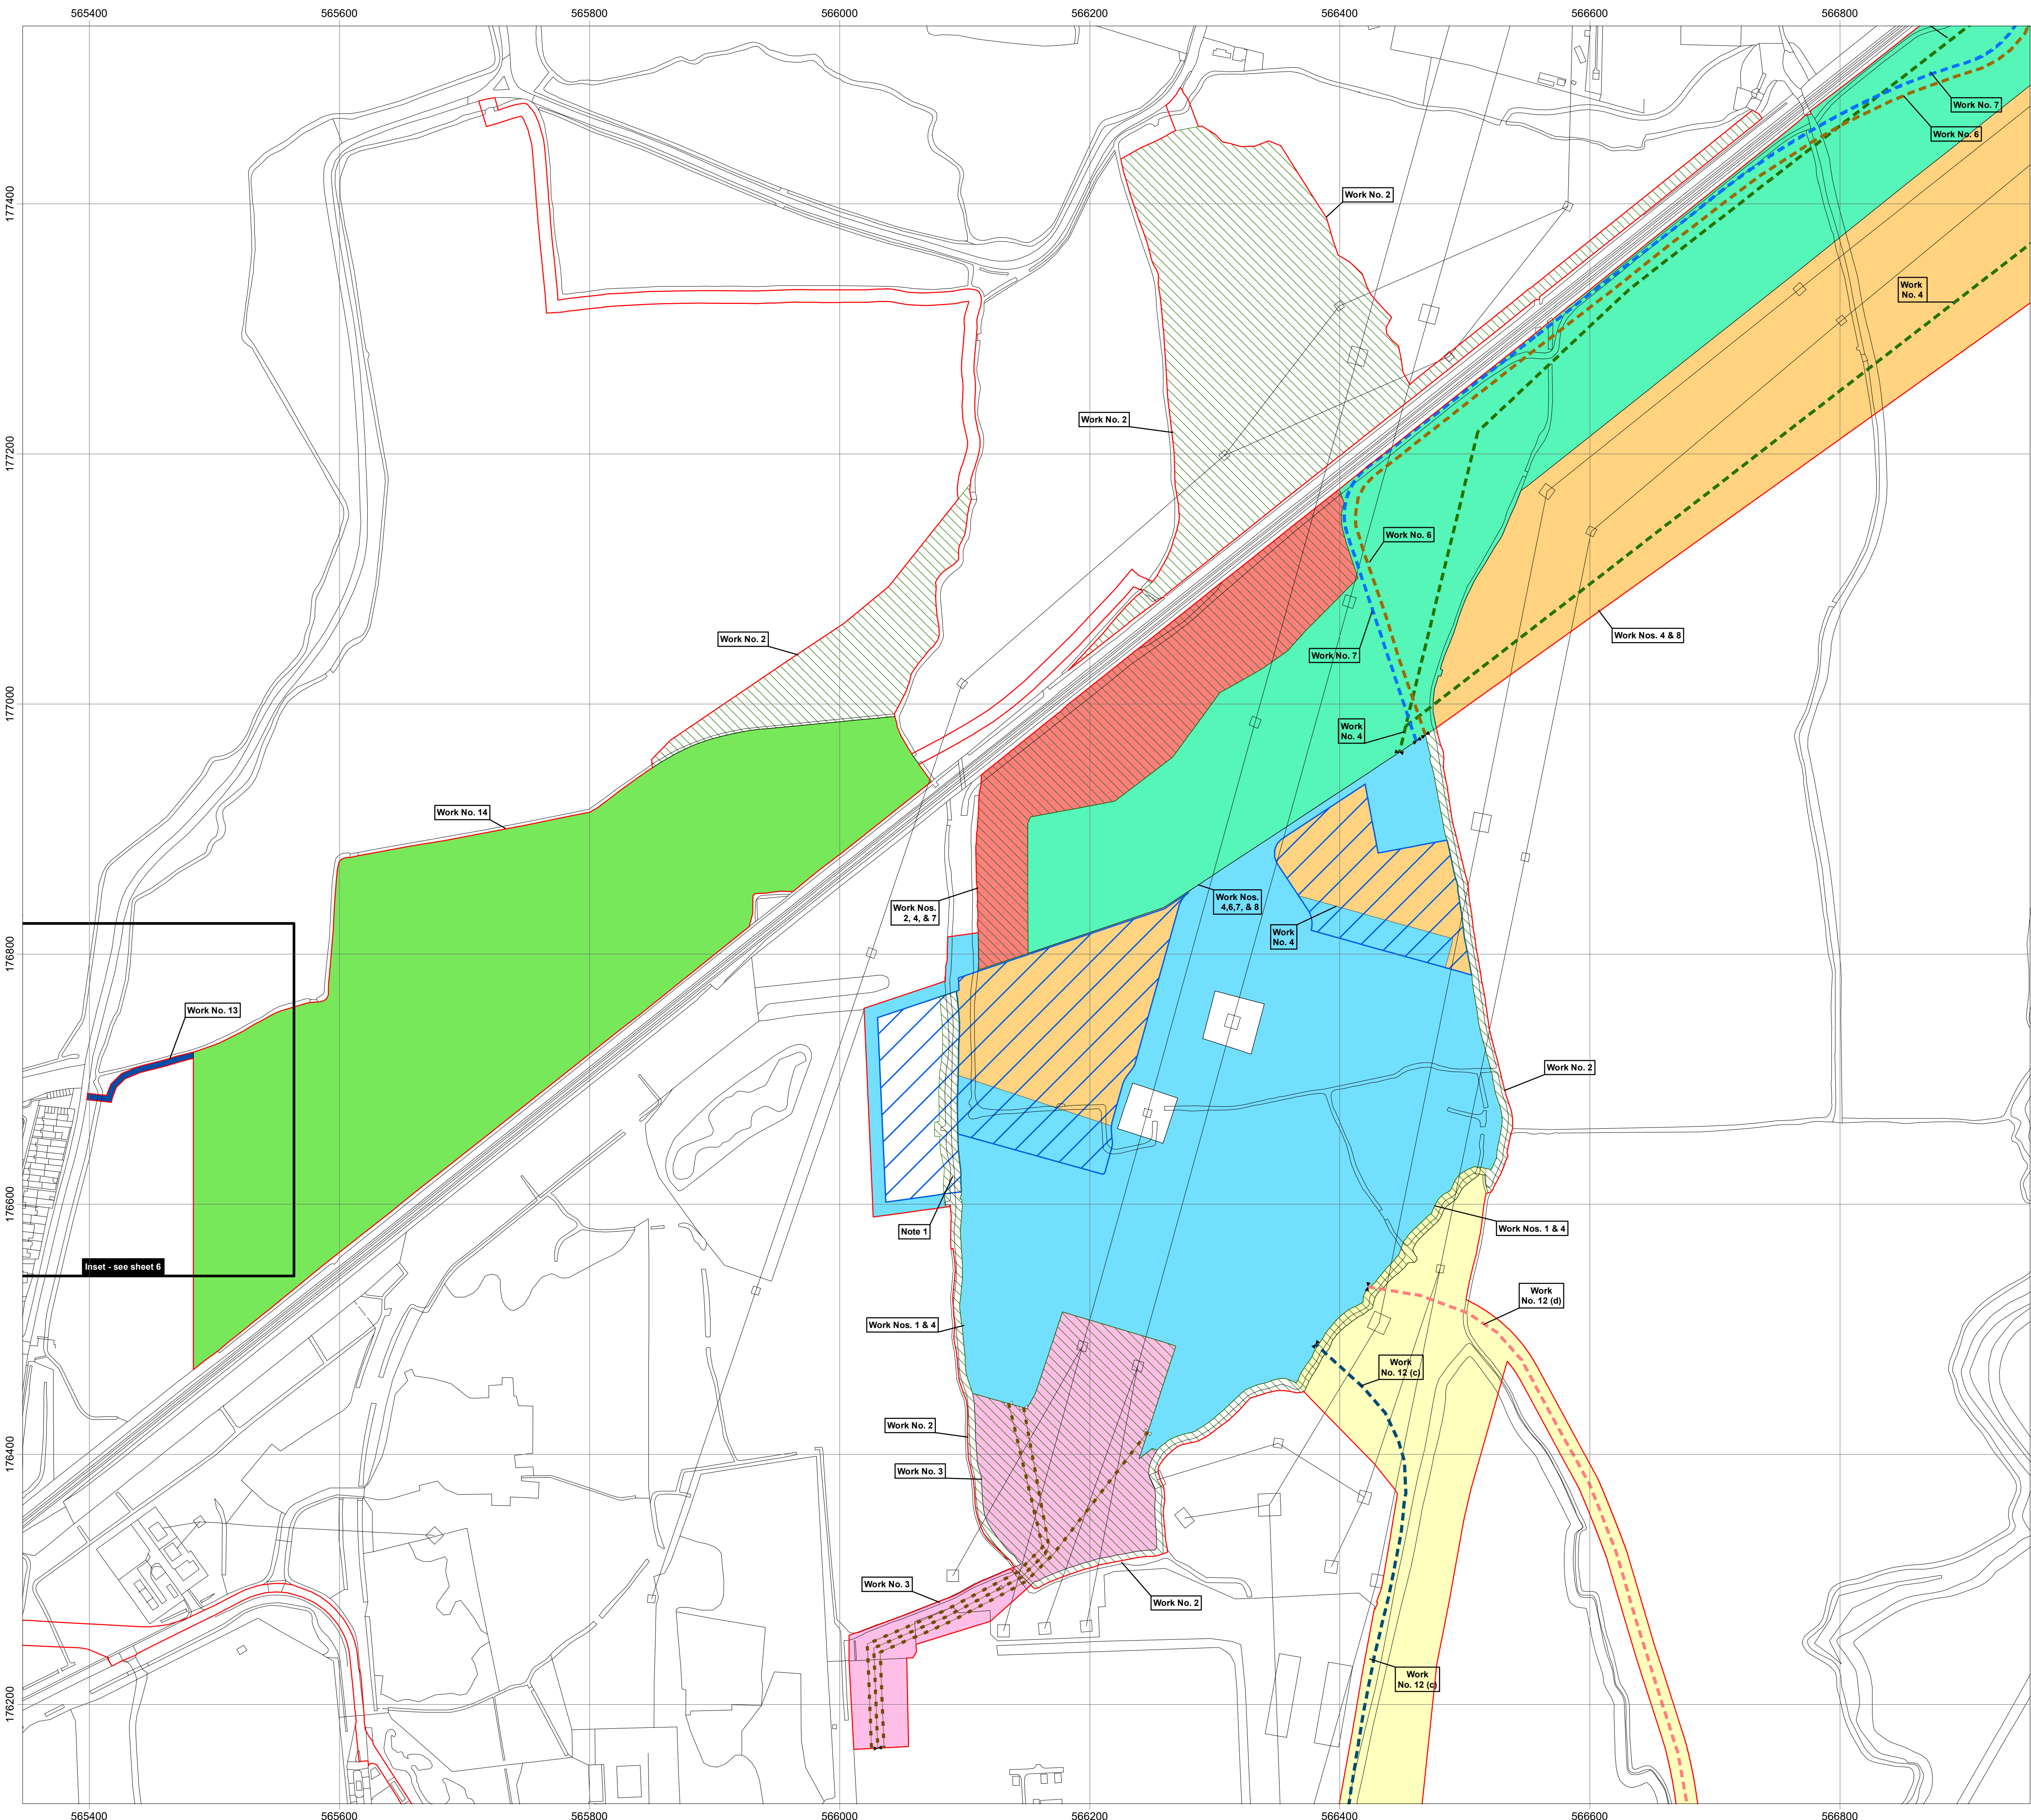 565400 565600 565800 566000 566200 566400 566600 566800
Work No. 7
Work No. 6
Work No. 2
177400
Work
No. 4
Work No. 2
177200
Work No. 6
Work No. 2
Work Nos. 4 & 8
Work No. 7
177000
Work
No. 4
Work No. 14
Work Nos.
4,6,7, & 8
Work Nos.
2, 4, & 7
Work
No. 4
176800
Work No. 13
Work No. 2
176600
Note 1
Work Nos. 1 & 4
Inset - see sheet 6
Work
No. 12 (d)
Work Nos. 1 & 4
Work
No. 12 (c)
Work No. 2
176400
Work No. 3
Work No. 3
Work No. 2
Work
No. 12 (c)
176200
565400 565600 565800 566000 566200 566400 566600 566800